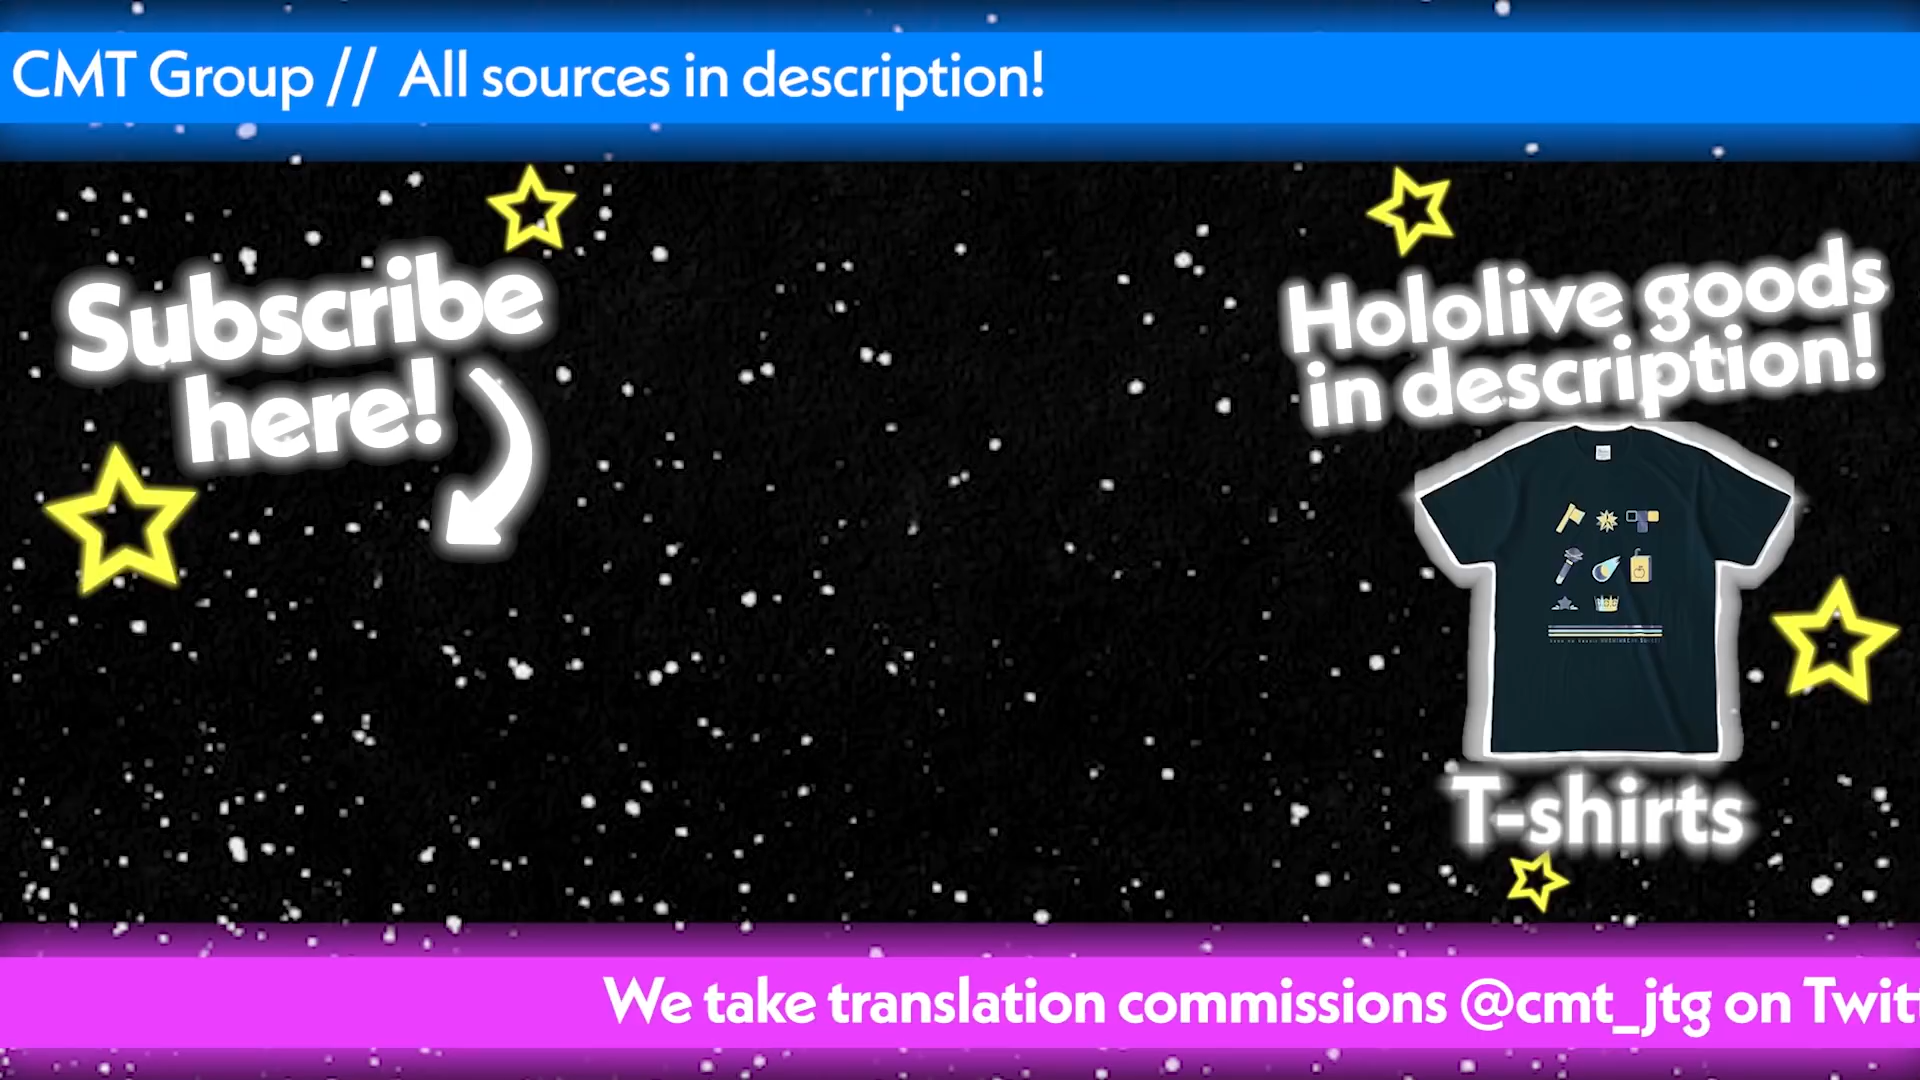 CMT Group // All sources in description!
Subscribe
here!
Hololive goods
in description!
T-shirts
We take translation commissions @cmt_jtg on Twitt